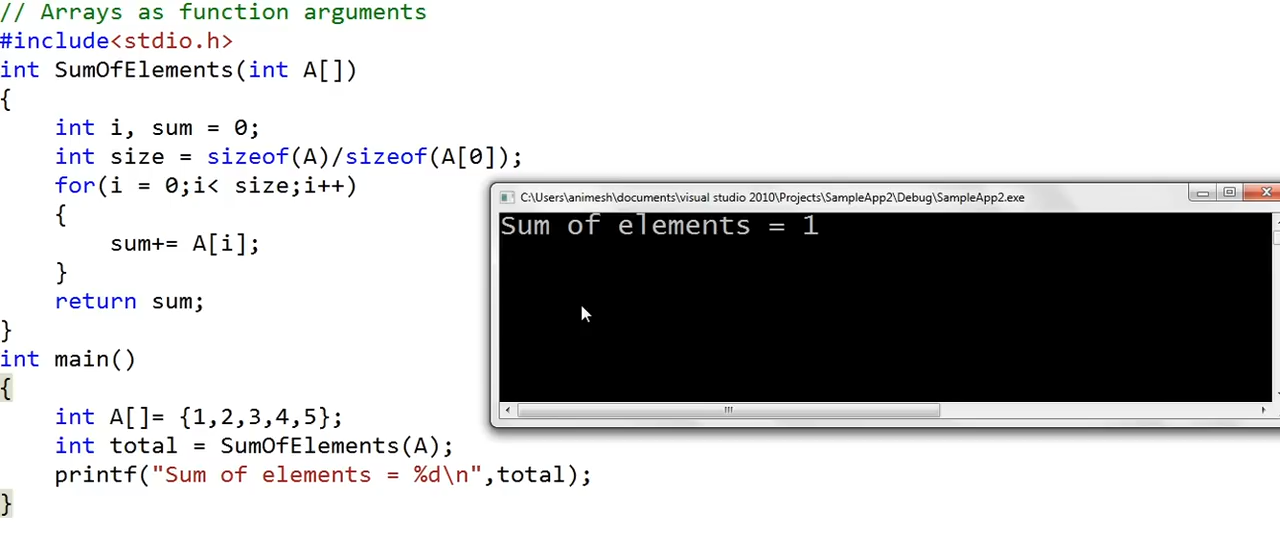 // Arrays as function arguments
#include<stdio.h>
int SumOfElements(int A[])
{
int i, sum = 0;
int size = sizeof(A)/sizeof(A[0]);
for(i = 0;i< size;i++)
{
sum+= A[i];
}
return sum;
}
int main()
{
int A[]= {1,2,3,4,5};
int total = SumOfElements(A);
printf("Sum of elements = %d\n",total);
}
C:\Users\animesh\documents\visual studio 2010\Projects\SampleApp2\Debug\SampleApp2.exe
Sum of elements = 1